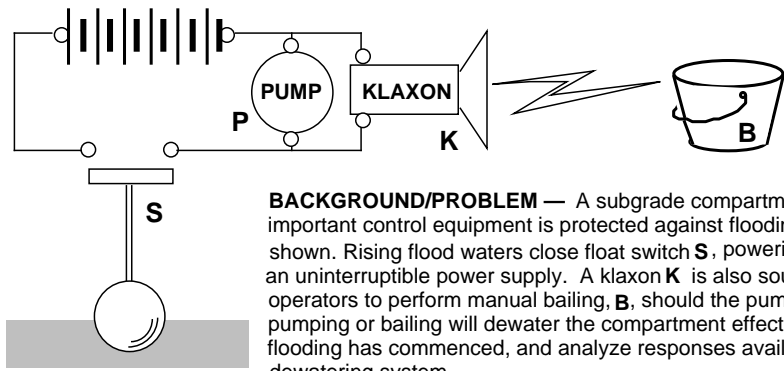 PUMP
KLAXON
P
K
B
S
BACKGROUND/PROBLEM — A subgrade compartm
important control equipment is protected against floodin
shown. Rising flood waters close float switch S, poweri
an uninterruptible power supply. A klaxon K is also sou
operators to perform manual bailing, B, should the pum
pumping or bailing will dewater the compartment effect
flooding has commenced, and analyze responses avail
dewatering system